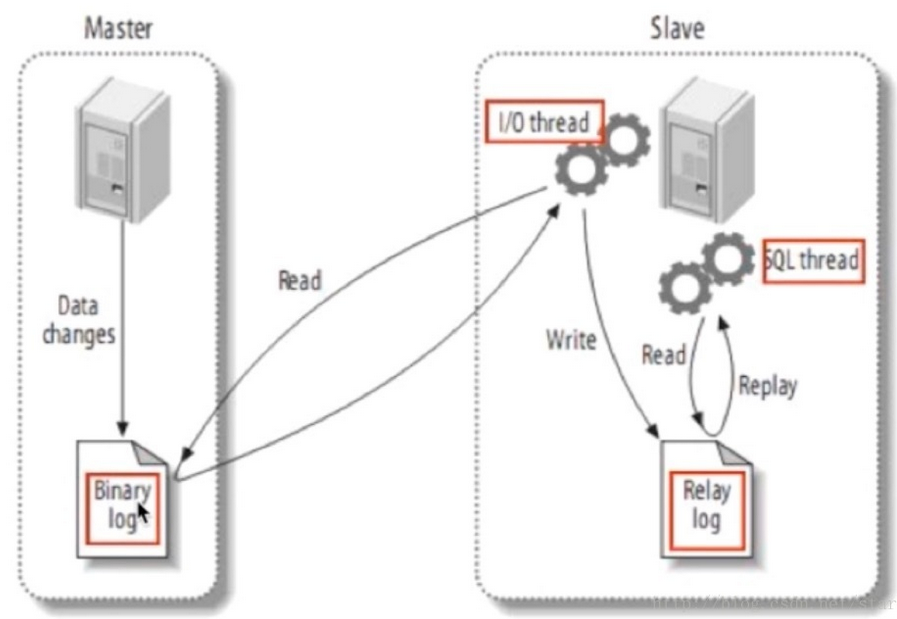 Master
Slave
I/O thread
SQL thread
Read
Data
changes
Write
Read
Replay
Binary
log
Relay
log